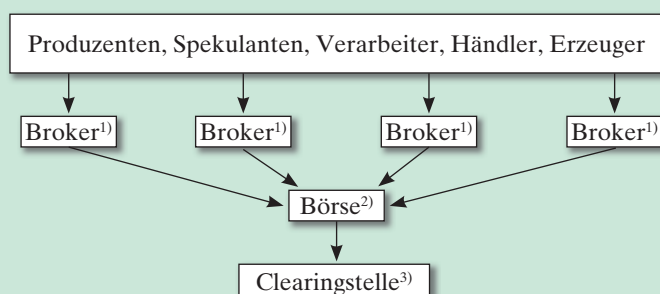 Produzenten, Spekulanten, Verarbeiter, Händler, Erzeuger
Broker¹⁾ Broker¹⁾ Broker¹⁾ Broker¹⁾
Börse²⁾
Clearingstelle³⁾